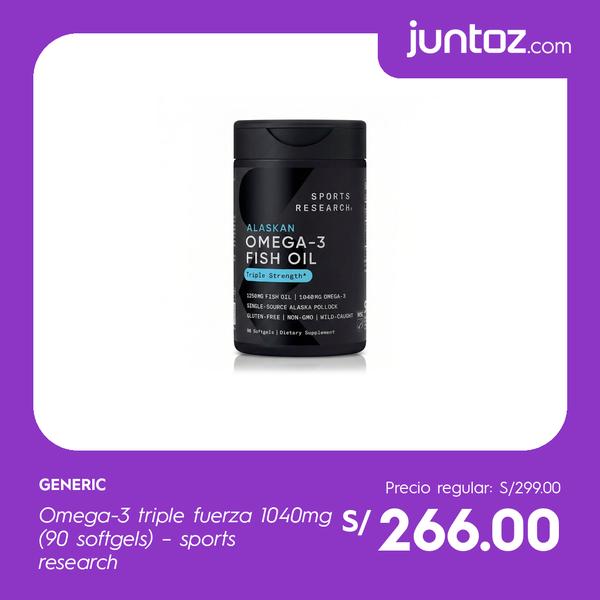 juntoz.com
SPORTS
RESEARCH®
ALASKAN
OMEGA-3
FISH OIL
Triple Strength*
1250MG FISH OIL | 1040MG OMEGA-3
SINGLE-SOURCE ALASKA POLLOCK
GLUTEN-FREE | NON-GMO | WILD-CAUGHT
90 Softgels | Dietary Supplement
GENERIC
Omega-3 triple fuerza 1040mg
(90 softgels) - sports
research
Precio regular: S/299.00
S/ 266.00